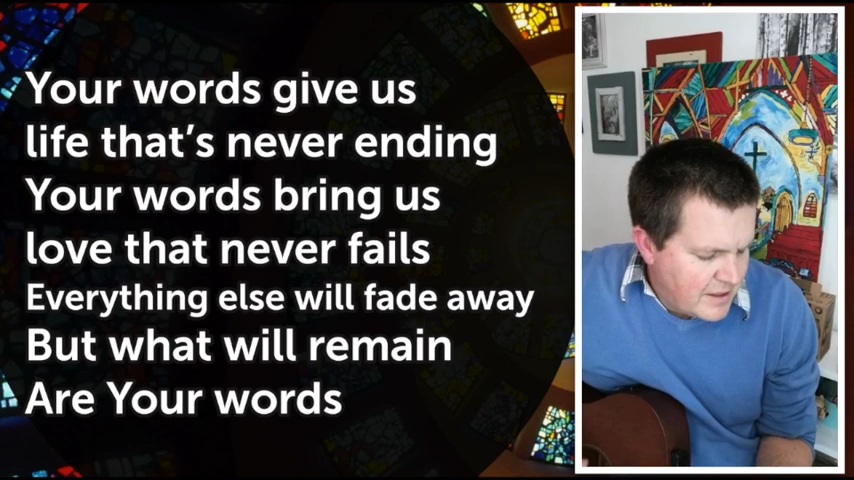 Your words give us
life that's never ending
Your words bring us
love that never fails
Everything else will fade away
But what will remain
Are Your words